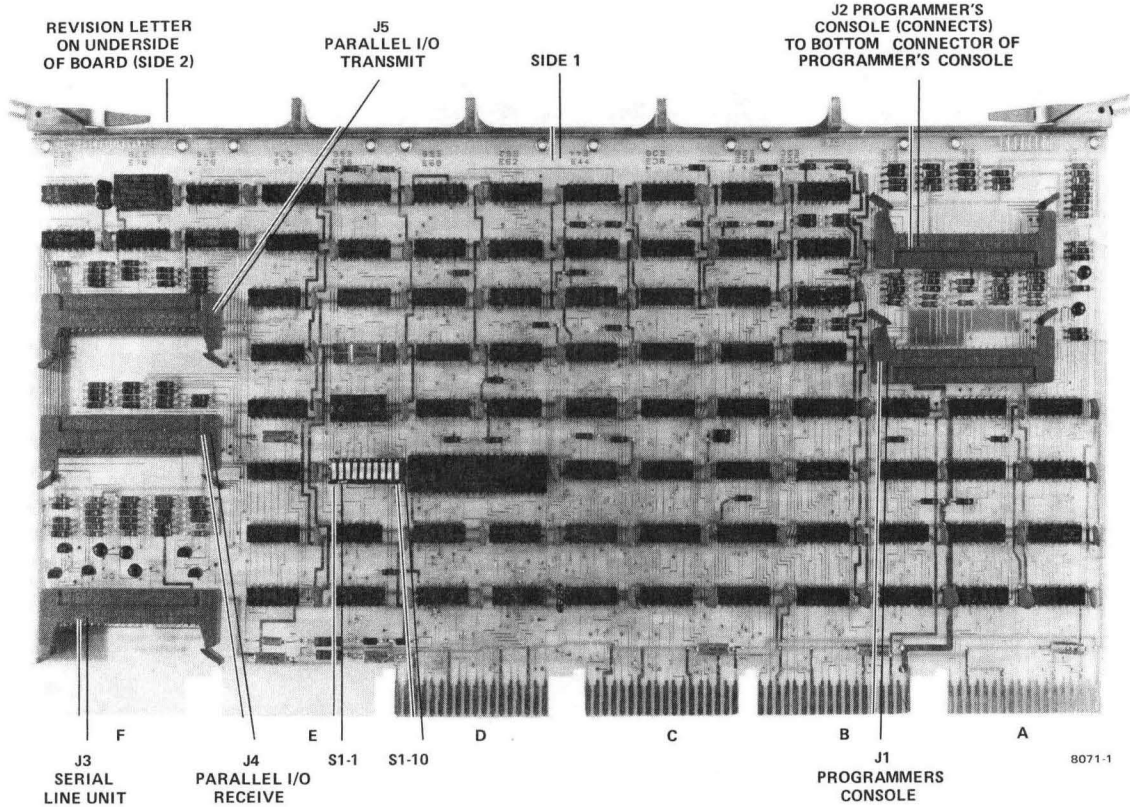 REVISION LETTER
ON UNDERSIDE
OF BOARD (SIDE 2)
J5
PARALLEL I/O
TRANSMIT
SIDE 1
J2 PROGRAMMER'S
CONSOLE (CONNECTS)
TO BOTTOM CONNECTOR OF
PROGRAMMER'S CONSOLE
F
E
D
C
B
A
J3
SERIAL
LINE UNIT
J4
PARALLEL I/O
RECEIVE
S1-1
S1-10
J1
PROGRAMMERS
CONSOLE
8071-1